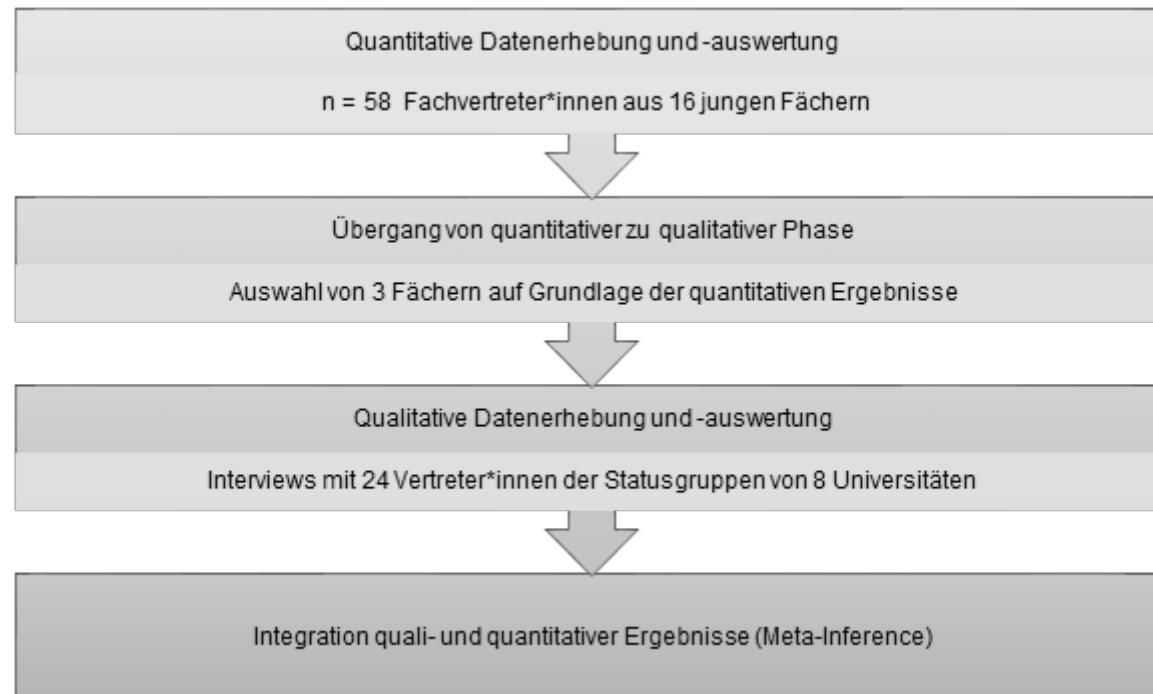 Quantitative Datenerhebung und -auswertung
n = 58 Fachvertreter*innen aus 16 jungen Fächern
Übergang von quantitativer zu qualitativer Phase
Auswahl von 3 Fächern auf Grundlage der quantitativen Ergebnisse
Qualitative Datenerhebung und -auswertung
Interviews mit 24 Vertreter*innen der Statusgruppen von 8 Universitäten
Integration quali- und quantitativer Ergebnisse (Meta-Inference)